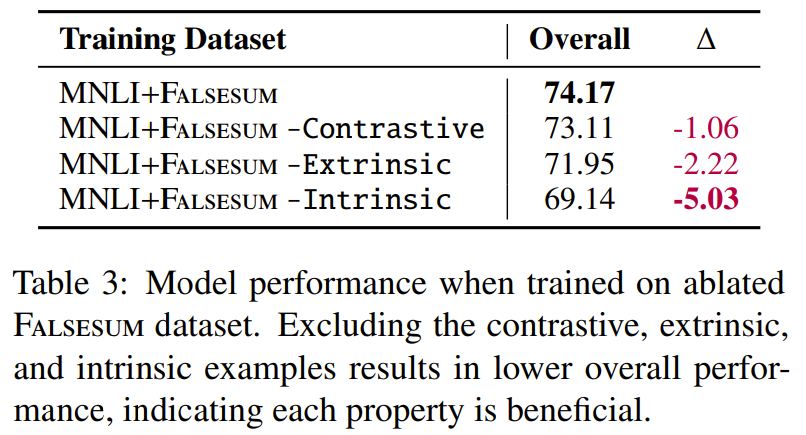 Training Dataset Overall Δ
MNLI+FALSESUM 74.17
MNLI+FALSESUM -Contrastive 73.11 -1.06
MNLI+FALSESUM -Extrinsic 71.95 -2.22
MNLI+FALSESUM -Intrinsic 69.14 -5.03
Table 3: Model performance when trained on ablated
FALSESUM dataset. Excluding the contrastive, extrinsic,
and intrinsic examples results in lower overall perfor-
mance, indicating each property is beneficial.